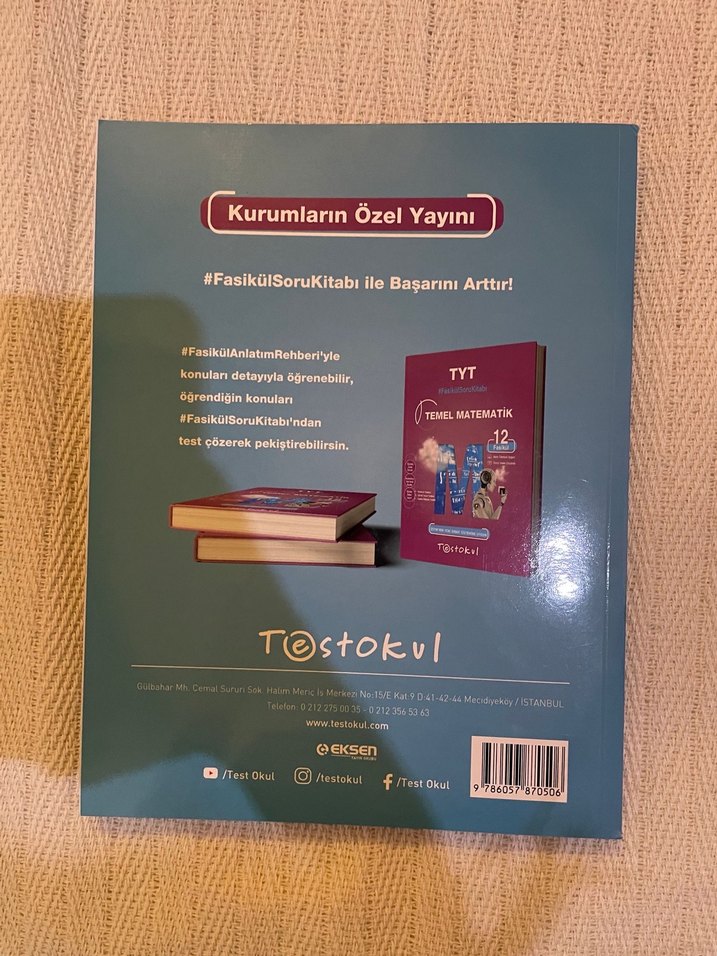 Kurumların Özel Yayını
#FasikülSoruKitabı ile Başarını Arttır!
#FasikülAnlatımRehberi'yle
konuları detayıyla öğrenebilir,
öğrendiğin konuları
#FasikülSoruKitabı'ndan
test çözerek pekiştirebilirsin.
TYT
#FasikülSoruKitabı
TEMEL MATEMATİK
12
Fasikül
Testokul
Testokul
Gülbahar Mh. Cemal Sururi Sok. Halim Meriç İş Merkezi No:15/E Kat:9 D:41-42-44 Mecidiyeköy / İSTANBUL
Telefon: 0 212 275 00 35 - 0 212 356 53 63
www.testokul.com
EKSEN
YAYIN GRUBU
/Test Okul
/testokul
/Test Okul
9 786057 870506